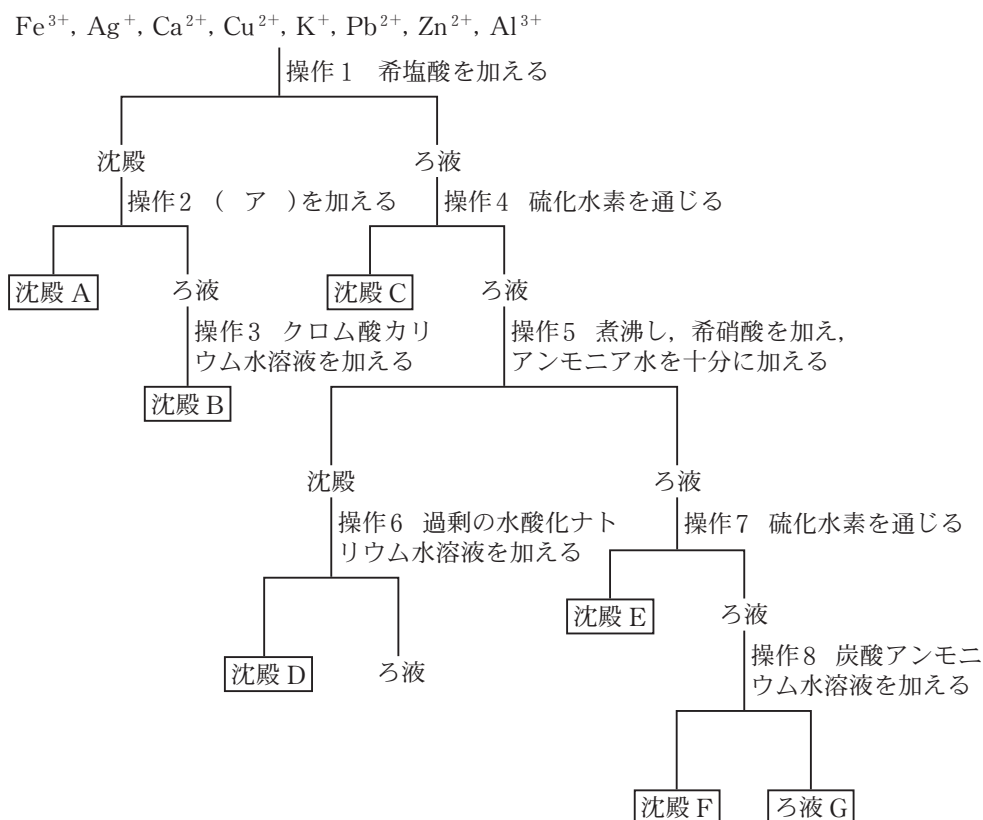 Fe³⁺, Ag⁺, Ca²⁺, Cu²⁺, K⁺, Pb²⁺, Zn²⁺, Al³⁺
操作1 希塩酸を加える
沈殿
ろ液
操作2 ( ア )を加える
操作4 硫化水素を通じる
沈殿 A
ろ液
沈殿 C
ろ液
操作3 クロム酸カリ
ウム水溶液を加える
操作5 煮沸し,希硝酸を加え,
アンモニア水を十分に加える
沈殿 B
沈殿
ろ液
操作6 過剰の水酸化ナト
リウム水溶液を加える
操作7 硫化水素を通じる
沈殿 E
ろ液
沈殿 D
ろ液
操作8 炭酸アンモニ
ウム水溶液を加える
沈殿 F
ろ液 G